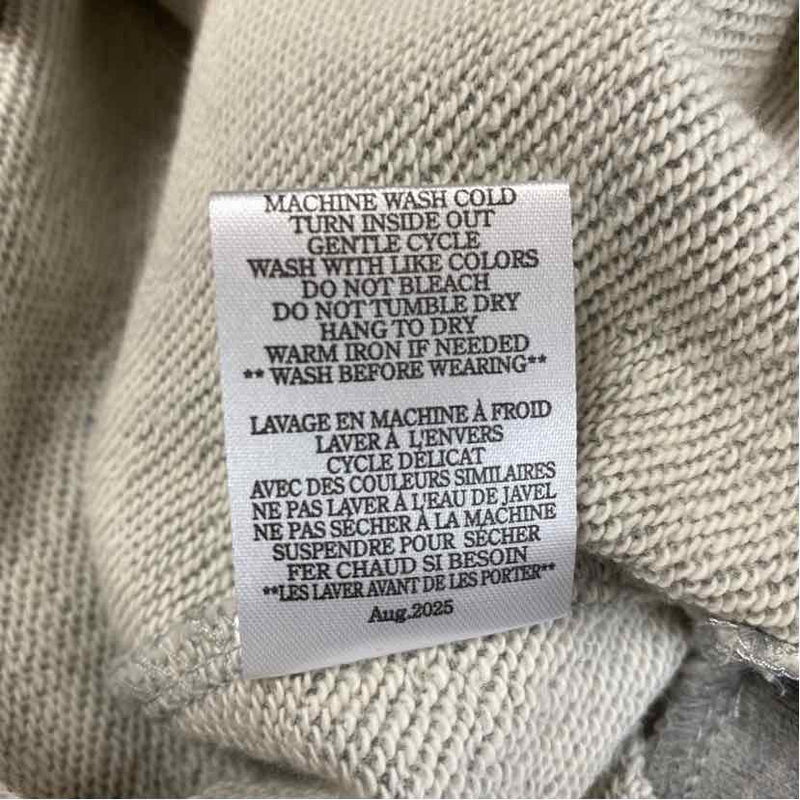 MACHINE WASH COLD
TURN INSIDE OUT
GENTLE CYCLE
WASH WITH LIKE COLORS
DO NOT BLEACH
DO NOT TUMBLE DRY
HANG TO DRY
WARM IRON IF NEEDED
** WASH BEFORE WEARING**
LAVAGE EN MACHINE À FROID
LAVER À L'ENVERS
CYCLE DÉLICAT
AVEC DES COULEURS SIMILAIRES
NE PAS LAVER À L'EAU DE JAVEL
NE PAS SÉCHER À LA MACHINE
SUSPENDRE POUR SÉCHER
FER CHAUD SI BESOIN
**LES LAVER AVANT DE LES PORTER**
Aug.2025